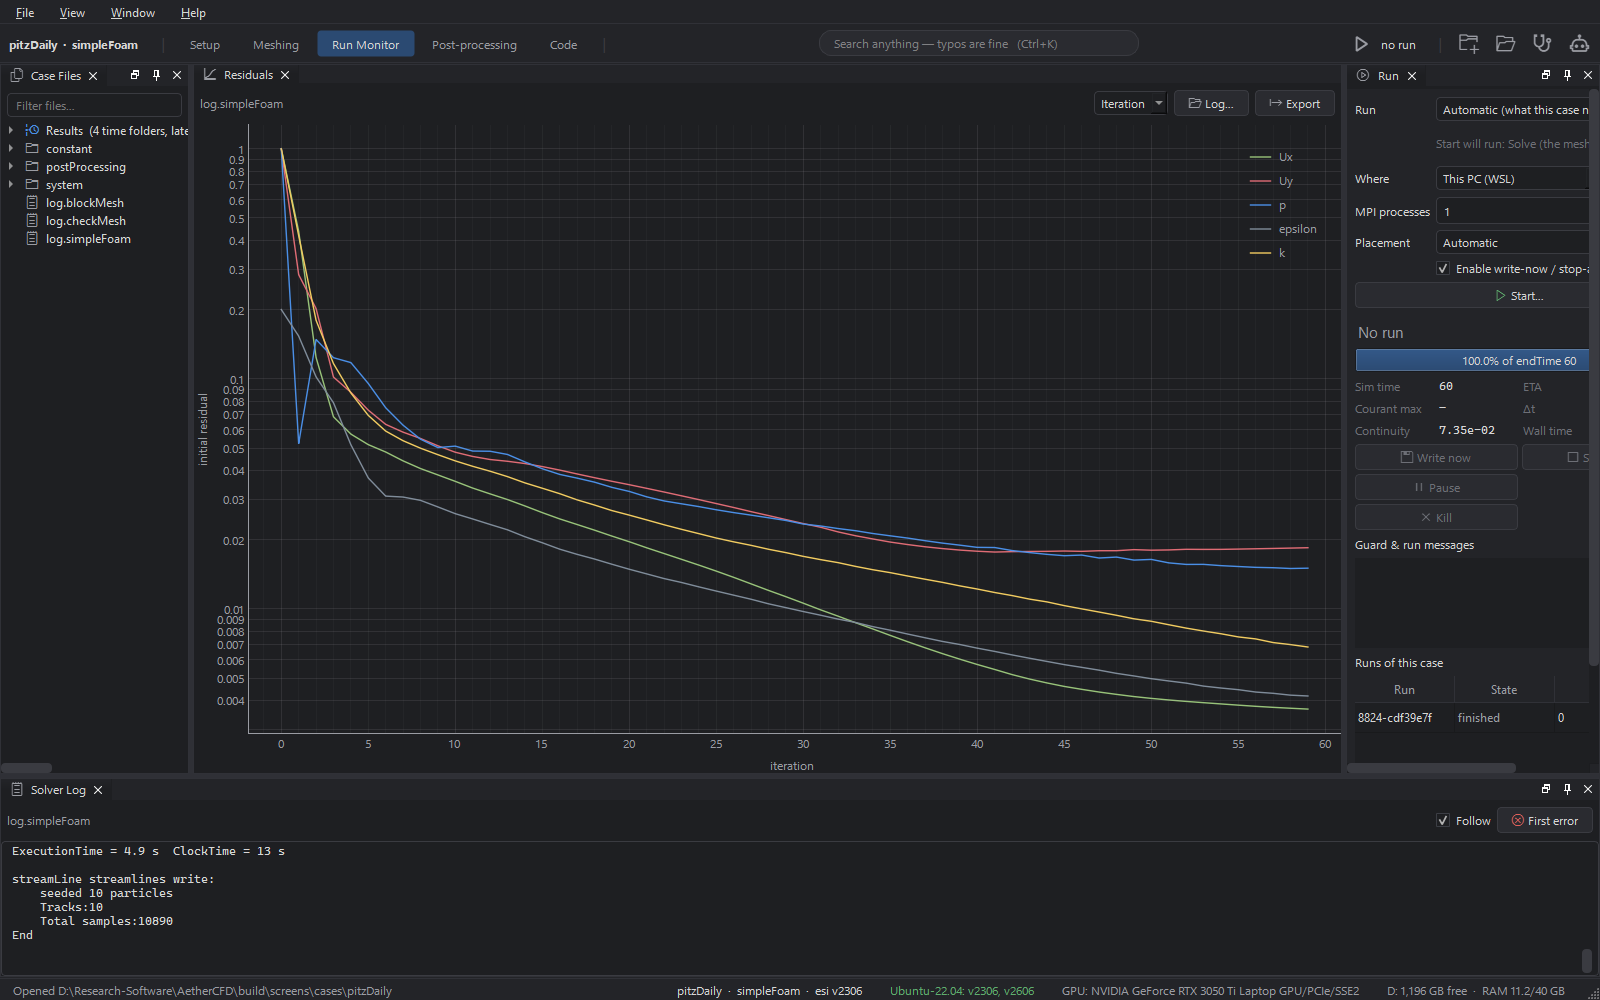 File View Window Help
pitzDaily · simpleFoam Setup Meshing Run Monitor Post-processing Code Search anything — typos are fine (Ctrl+K) no run
Case Files
Filter files...
Results (4 time folders, late
constant
postProcessing
system
log.blockMesh
log.checkMesh
log.simpleFoam
Residuals
log.simpleFoam Iteration Log... Export
1
0.9
0.8
0.7
0.6
0.5
0.4
0.3
0.2
0.1
0.09
0.08
0.07
0.06
0.05
0.04
0.03
0.02
0.01
0.009
0.008
0.007
0.006
0.005
0.004
initial residual
Ux
Uy
p
epsilon
k
0 5 10 15 20 25 30 35 40 45 50 55 60
iteration
Run
Run Automatic (what this case n
Start will run: Solve (the mesh
Where This PC (WSL)
MPI processes 1
Placement Automatic
Enable write-now / stop-a
Start...
No run
100.0% of endTime 60
Sim time 60 ETA
Courant max – Δt
Continuity 7.35e-02 Wall time
Write now S
Pause
Kill
Guard & run messages
Runs of this case
Run State
8824-cdf39e7f finished 0
Solver Log
log.simpleFoam Follow First error
ExecutionTime = 4.9 s ClockTime = 13 s
streamLine streamlines write:
seeded 10 particles
Tracks:10
Total samples:10890
End
Opened D:\Research-Software\AetherCFD\build\screens\cases\pitzDaily pitzDaily · simpleFoam · esi v2306 Ubuntu-22.04: v2306, v2606 GPU: NVIDIA GeForce RTX 3050 Ti Laptop GPU/PCIe/SSE2 D: 1,196 GB free · RAM 11.2/40 GB